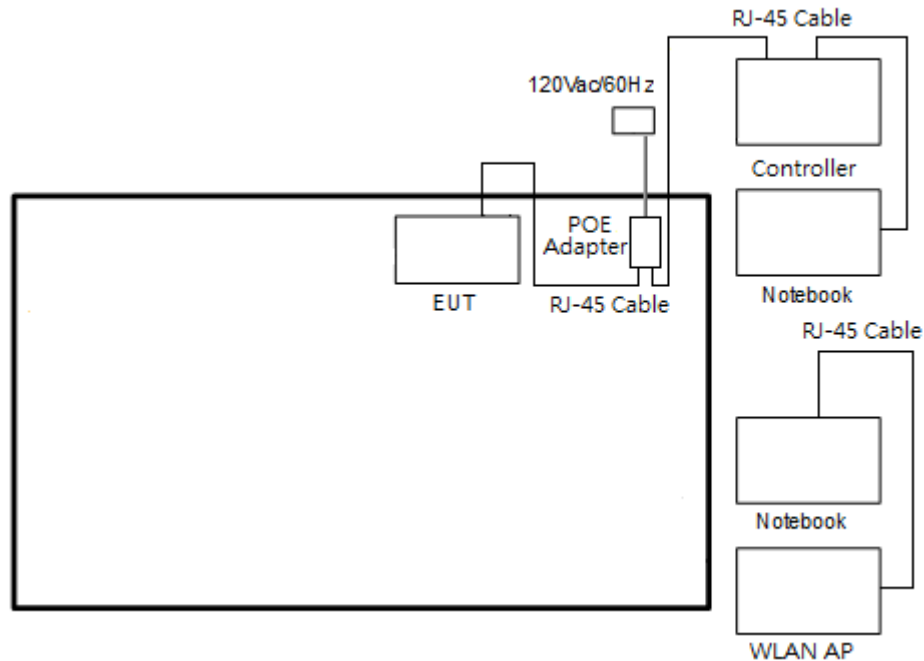 RJ-45 Cable
120Vac/60Hz
Controller
POE
Adapter
EUT
RJ-45 Cable
Notebook
RJ-45 Cable
Notebook
WLAN AP